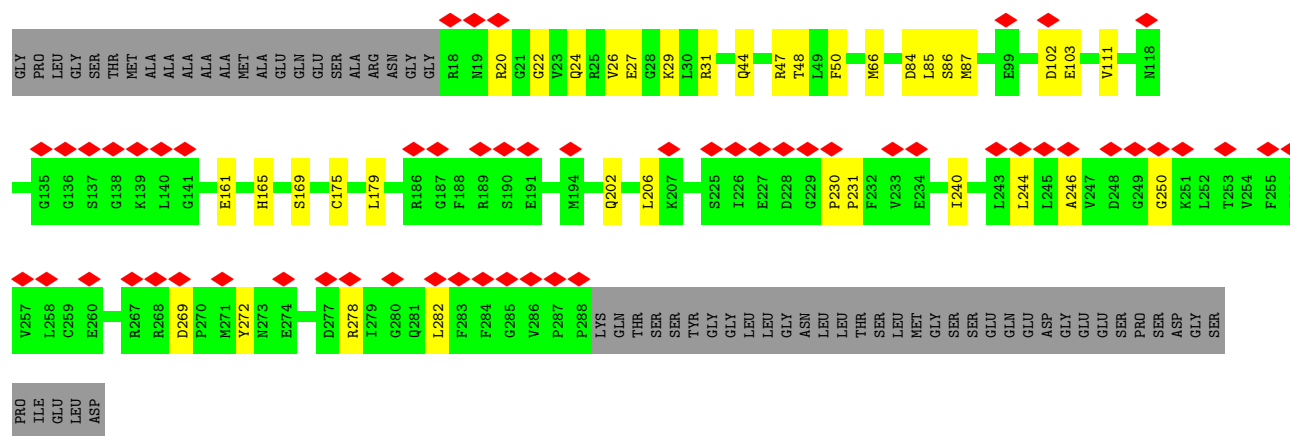 GLY PRO LEU GLY SER THR MET ALA ALA ALA ALA ALA MET ALA GLU GLN GLU SER ALA ARG ASN GLY GLY R18 N19 R20 G21 G22 V23 Q24 R25 V26 E27 G28 K29 L30 R31 Q44 R47 T48 L49 F50 M66 D84 L85 S86 M87 E99 D102 E103 V111 N118
G135 G136 S137 G138 K139 L140 G141 E161 H165 S169 C175 L179 R186 G187 F188 R189 S190 E191 M194 Q202 L206 K207 S225 I226 E227 D228 G229 P230 P231 F232 V233 E234 I240 L243 L244 L245 A246 V247 D248 G249 G250 K251 L252 T253 V254 F255
V257 L258 C259 E260 R267 R268 D269 P270 M271 Y272 N273 E274 D277 R278 I279 G280 Q281 L282 F283 F284 G285 V286 P287 P288 LYS GLN THR SER SER TYR GLY GLY LEU LEU GLY ASN LEU LEU THR SER LEU MET GLY SER SER GLU GLN GLU ASP GLY GLU GLU SER PRO SER ASP GLY SER
PRO ILE GLU LEU ASP